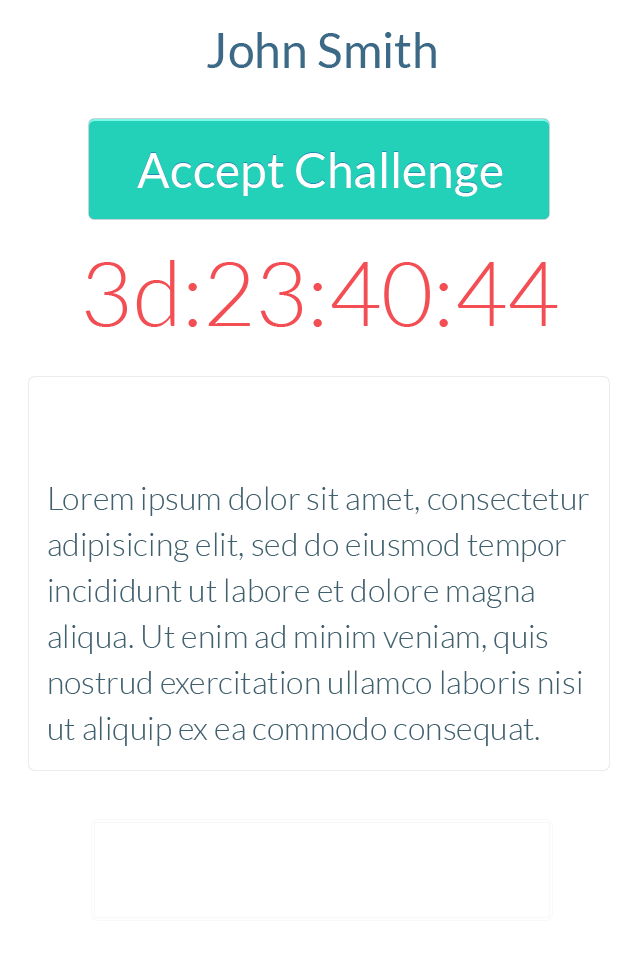 John Smith
Accept Challenge
3d:23:40:44
Lorem ipsum dolor sit amet, consectetur
adipisicing elit, sed do eiusmod tempor
incididunt ut labore et dolore magna
aliqua. Ut enim ad minim veniam, quis
nostrud exercitation ullamco laboris nisi
ut aliquip ex ea commodo consequat.